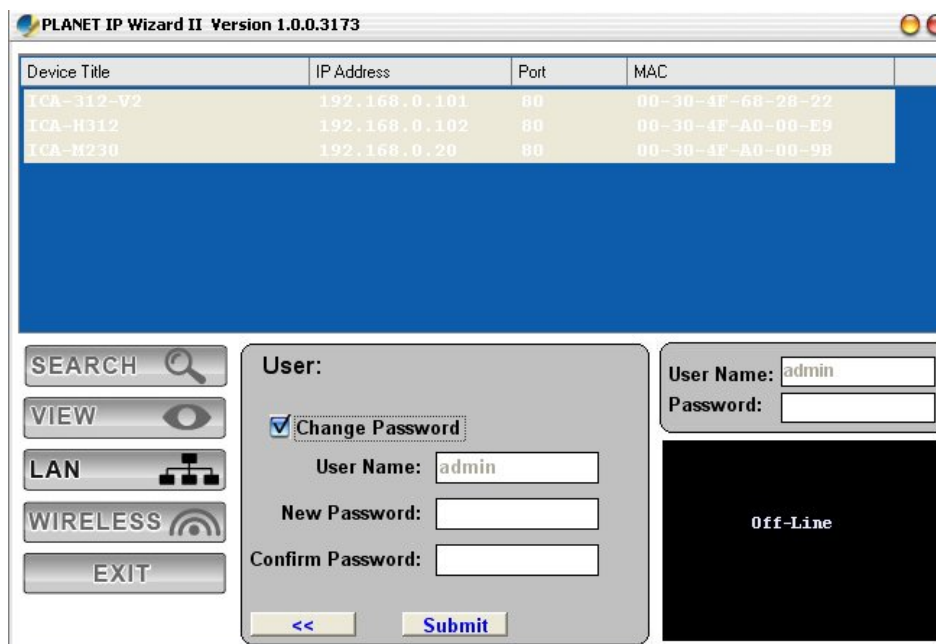 PLANET IP Wizard II Version 1.0.0.3173
Device Title IP Address Port MAC
ICA-312-V2 192.168.0.101 80 00-30-4F-68-28-22
ICA-H312 192.168.0.102 80 00-30-4F-A0-00-E9
ICA-M230 192.168.0.20 80 00-30-4F-A0-00-9B
SEARCH
VIEW
LAN
WIRELESS
EXIT
User:
Change Password
User Name: admin
New Password:
Confirm Password:
<< Submit
User Name: admin
Password:
Off-Line